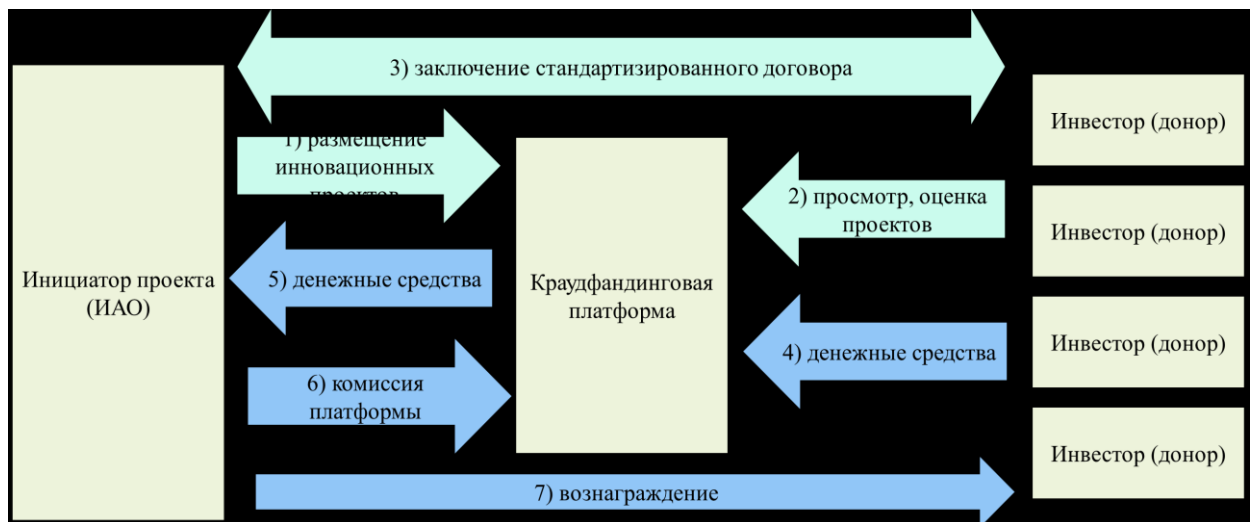 3) заключение стандартизированного договора
1) размещение
инновационных
проектов
2) просмотр, оценка
проектов
Инициатор проекта
(ИАО)
5) денежные средства
Краудфандинговая
платформа
4) денежные средства
6) комиссия
платформы
7) вознаграждение
Инвестор (донор)
Инвестор (донор)
Инвестор (донор)
Инвестор (донор)